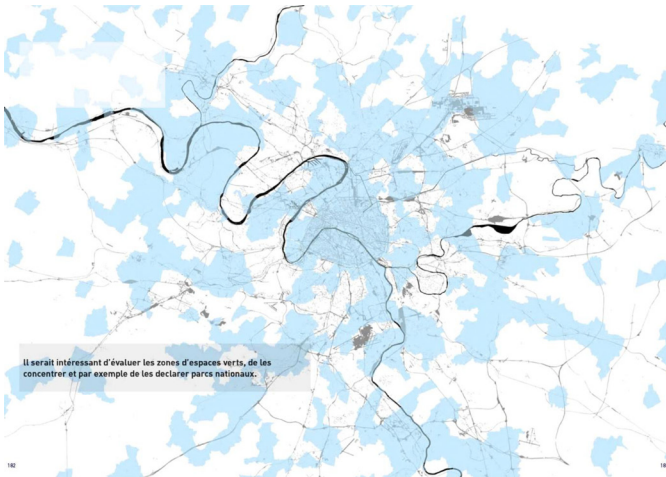 Il serait intéressant d'évaluer les zones d'espaces verts, de les
concentrer et par exemple de les declarer parcs nationaux.
102